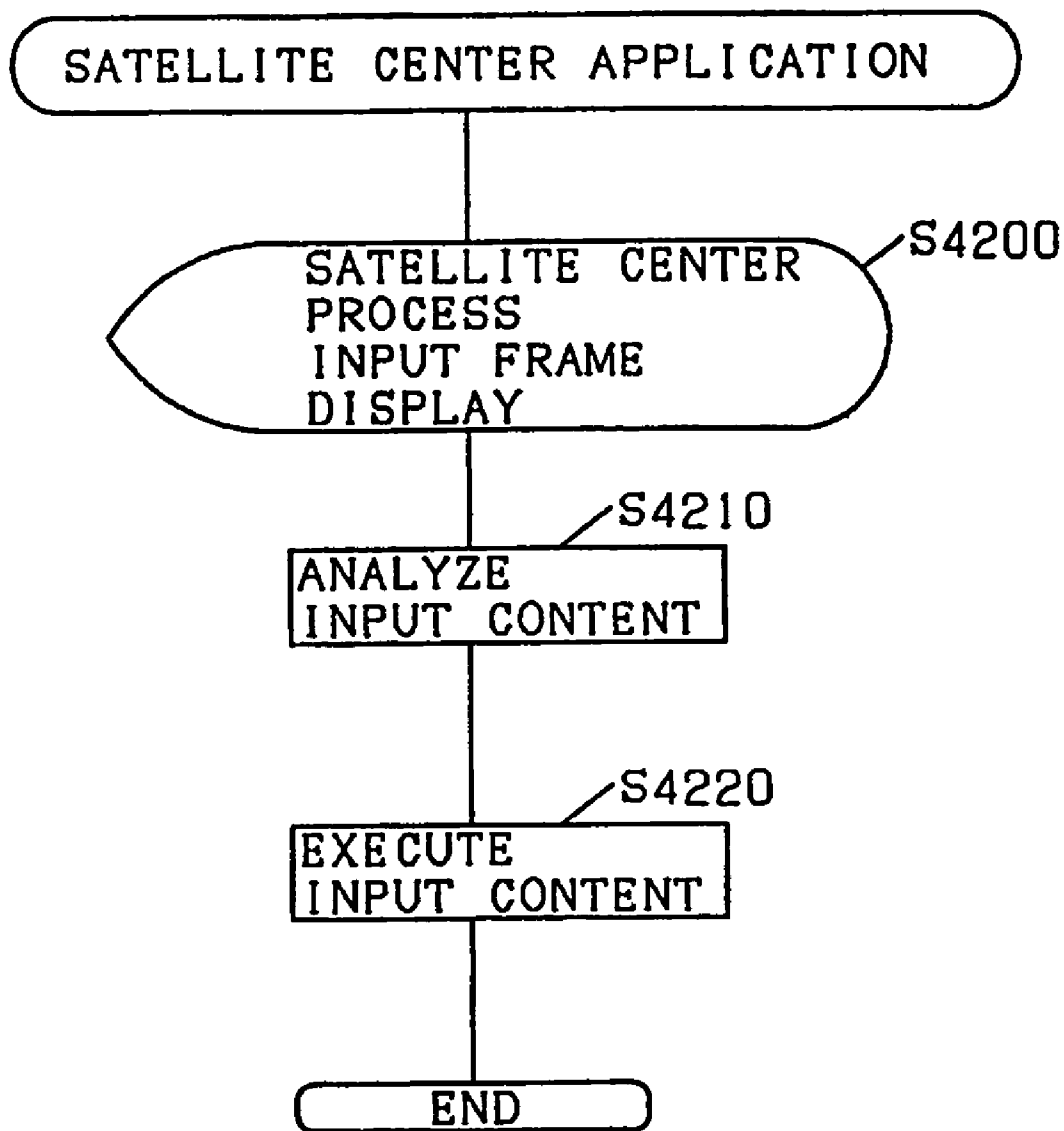 SATELLITE CENTER APPLICATION
S4200
SATELLITE CENTER
PROCESS
INPUT FRAME
DISPLAY
S4210
ANALYZE
INPUT CONTENT
S4220
EXECUTE
INPUT CONTENT
END